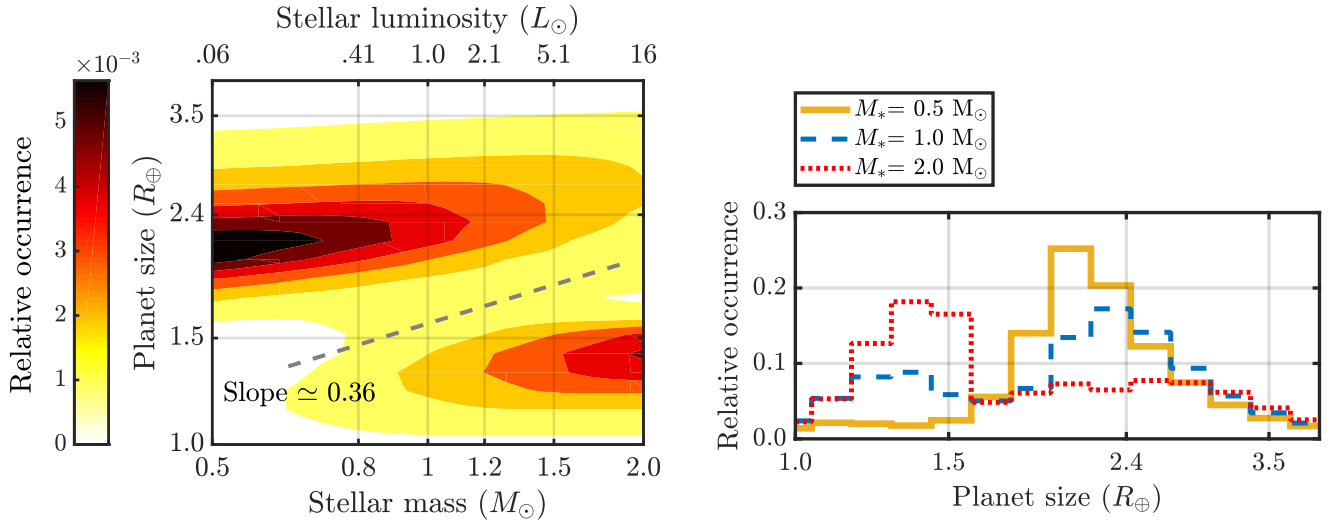 Stellar luminosity (L⊙)
.06 .41 1.0 2.1 5.1 16
×10⁻³
5
4
3
2
1
0
Relative occurrence
3.5
2.4
1.5
1.0
Planet size (R⊕)
Slope ≃ 0.36
0.5 0.8 1 1.2 1.5 2.0
Stellar mass (M⊙)
M*= 0.5 M⊙
M*= 1.0 M⊙
M*= 2.0 M⊙
0.3
0.2
0.1
0.0
Relative occurrence
1.0 1.5 2.4 3.5
Planet size (R⊕)